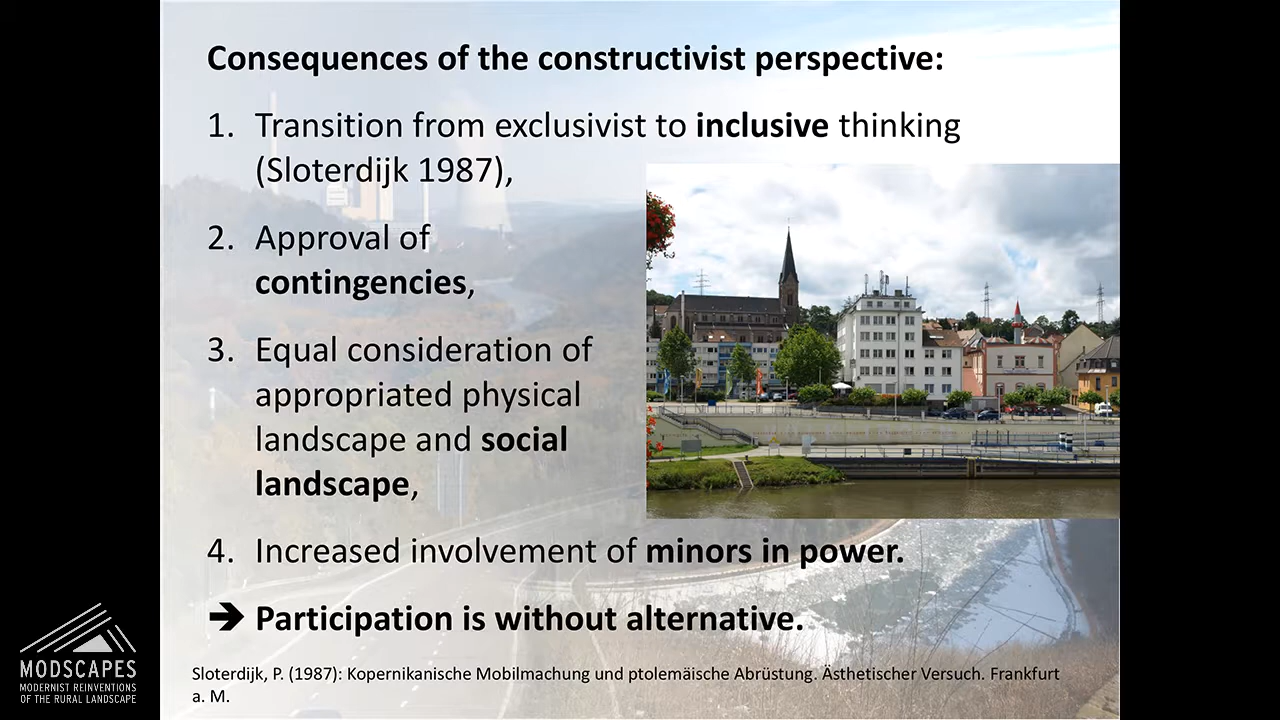 Consequences of the constructivist perspective:
1. Transition from exclusivist to inclusive thinking
(Sloterdijk 1987),
2. Approval of
contingencies,
3. Equal consideration of
appropriated physical
landscape and social
landscape,
4. Increased involvement of minors in power.
➔ Participation is without alternative.
Sloterdijk, P. (1987): Kopernikanische Mobilmachung und ptolemäische Abrüstung. Ästhetischer Versuch. Frankfurt
a. M.
MODSCAPES
MODERNIST REINVENTIONS
OF THE RURAL LANDSCAPE